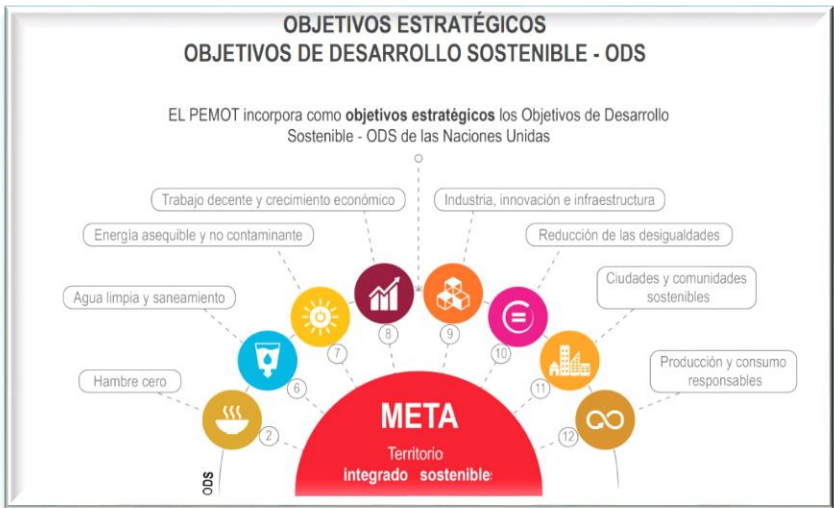 OBJETIVOS ESTRATÉGICOS
OBJETIVOS DE DESARROLLO SOSTENIBLE - ODS
EL PEMOT incorpora como objetivos estratégicos los Objetivos de Desarrollo
Sostenible - ODS de las Naciones Unidas
Trabajo decente y crecimiento económico
Industria, innovación e infraestructura
Energía asequible y no contaminante
Reducción de las desigualdades
Agua limpia y saneamiento
Ciudades y comunidades
sostenibles
Hambre cero
Producción y consumo
responsables
2
6
7
8
9
10
11
12
META
Territorio
integrado sostenible
ODS